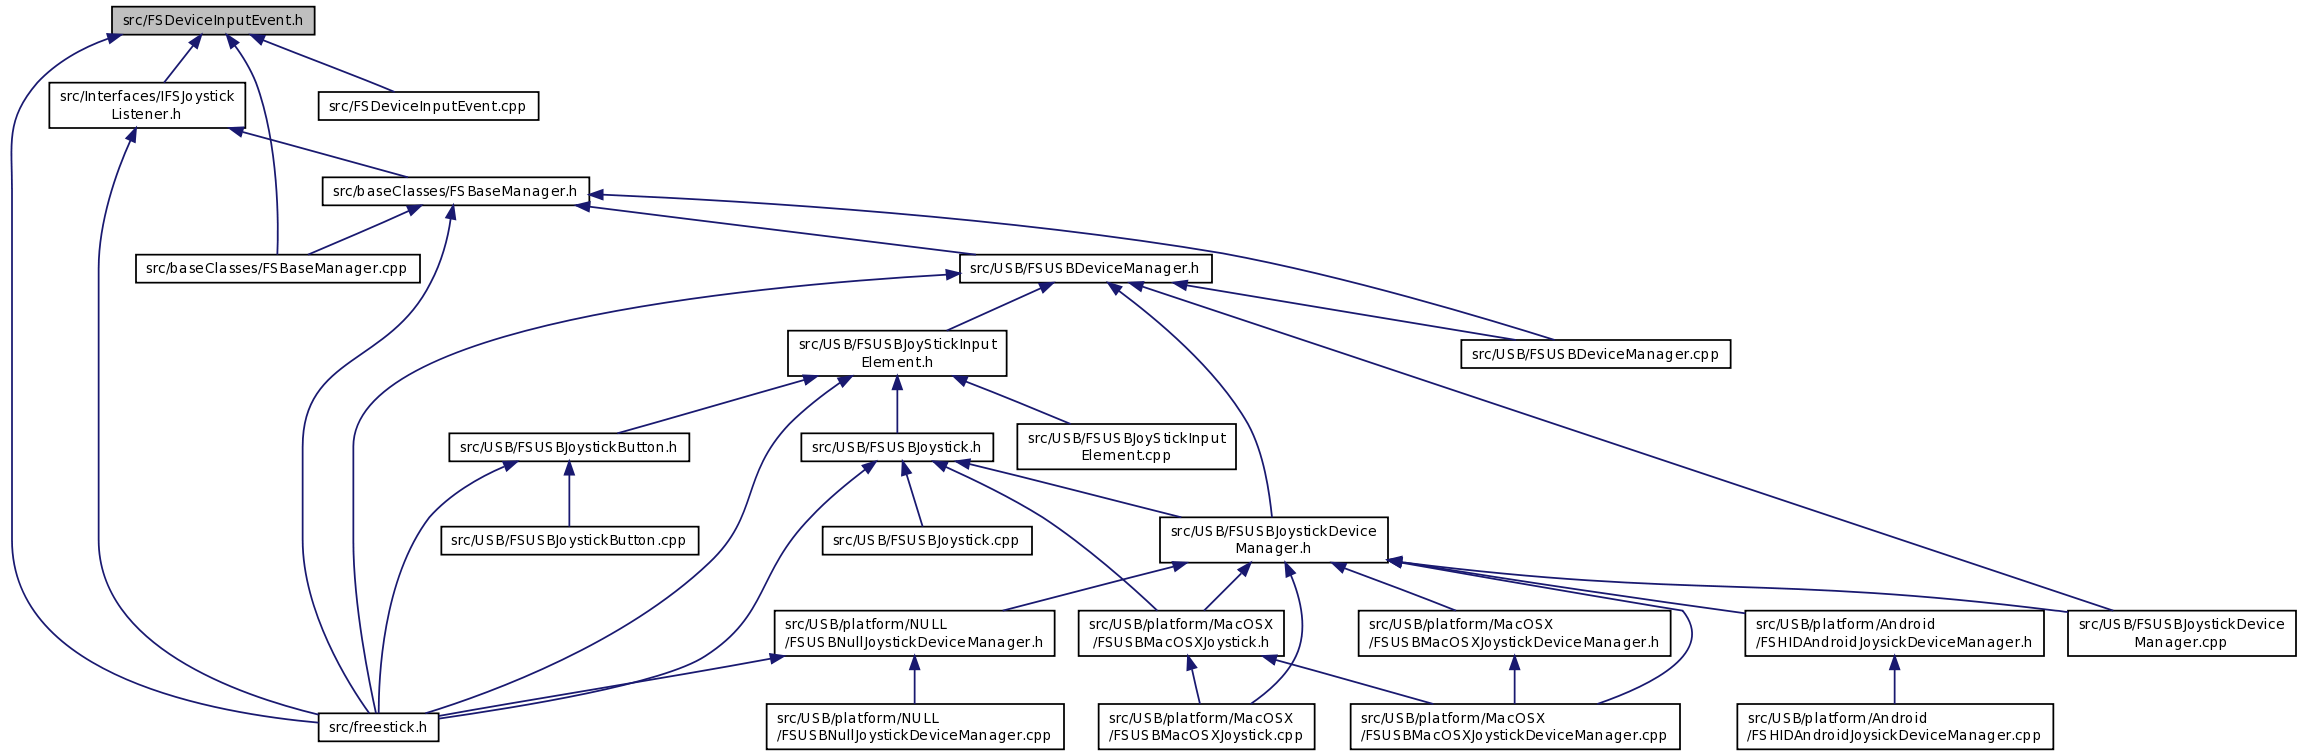 src/FSDeviceInputEvent.h
src/Interfaces/IFSJoystick
Listener.h
src/FSDeviceInputEvent.cpp
src/baseClasses/FSBaseManager.h
src/baseClasses/FSBaseManager.cpp
src/USB/FSUSBDeviceManager.h
src/USB/FSUSBJoyStickInput
Element.h
src/USB/FSUSBDeviceManager.cpp
src/USB/FSUSBJoystickButton.h
src/USB/FSUSBJoystick.h
src/USB/FSUSBJoyStickInput
Element.cpp
src/USB/FSUSBJoystickButton.cpp
src/USB/FSUSBJoystick.cpp
src/USB/FSUSBJoystickDevice
Manager.h
src/USB/platform/NULL
/FSUSBNullJoystickDeviceManager.h
src/USB/platform/MacOSX
/FSUSBMacOSXJoystick.h
src/USB/platform/MacOSX
/FSUSBMacOSXJoystickDeviceManager.h
src/USB/platform/Android
/FSHIDAndroidJoysickDeviceManager.h
src/USB/FSUSBJoystickDevice
Manager.cpp
src/freestick.h
src/USB/platform/NULL
/FSUSBNullJoystickDeviceManager.cpp
src/USB/platform/MacOSX
/FSUSBMacOSXJoystick.cpp
src/USB/platform/MacOSX
/FSUSBMacOSXJoystickDeviceManager.cpp
src/USB/platform/Android
/FSHIDAndroidJoysickDeviceManager.cpp